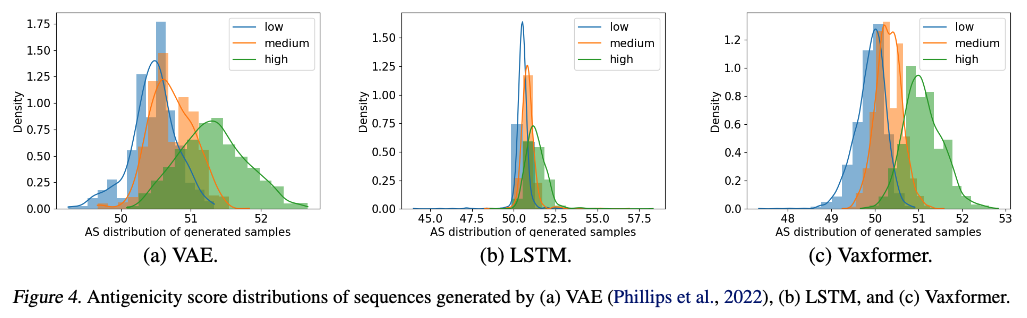 1.75
1.50
1.25
1.00
0.75
0.50
0.25
0.00
Density
low
medium
high
50
51
52
AS distribution of generated samples
(a) VAE.
1.50
1.25
1.00
0.75
0.50
0.25
0.00
Density
low
medium
high
45.0
47.5
50.0
52.5
55.0
57.5
AS distribution of generated samples
(b) LSTM.
1.2
1.0
0.8
0.6
0.4
0.2
0.0
Density
low
medium
high
48
49
50
51
52
53
AS distribution of generated samples
(c) Vaxformer.
Figure 4. Antigenicity score distributions of sequences generated by (a) VAE (Phillips et al., 2022), (b) LSTM, and (c) Vaxformer.